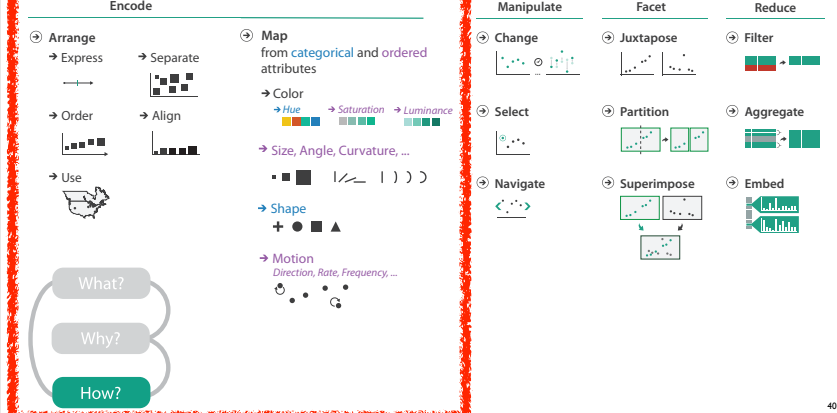 Encode
Manipulate
Facet
Reduce
Arrange
Express
Separate
Order
Align
Use
Map
from categorical and ordered
attributes
Color
Hue
Saturation
Luminance
Size, Angle, Curvature, ...
Shape
Motion
Direction, Rate, Frequency, ...
Change
...
Select
Navigate
Juxtapose
Partition
Superimpose
Filter
Aggregate
Embed
What?
Why?
How?
40